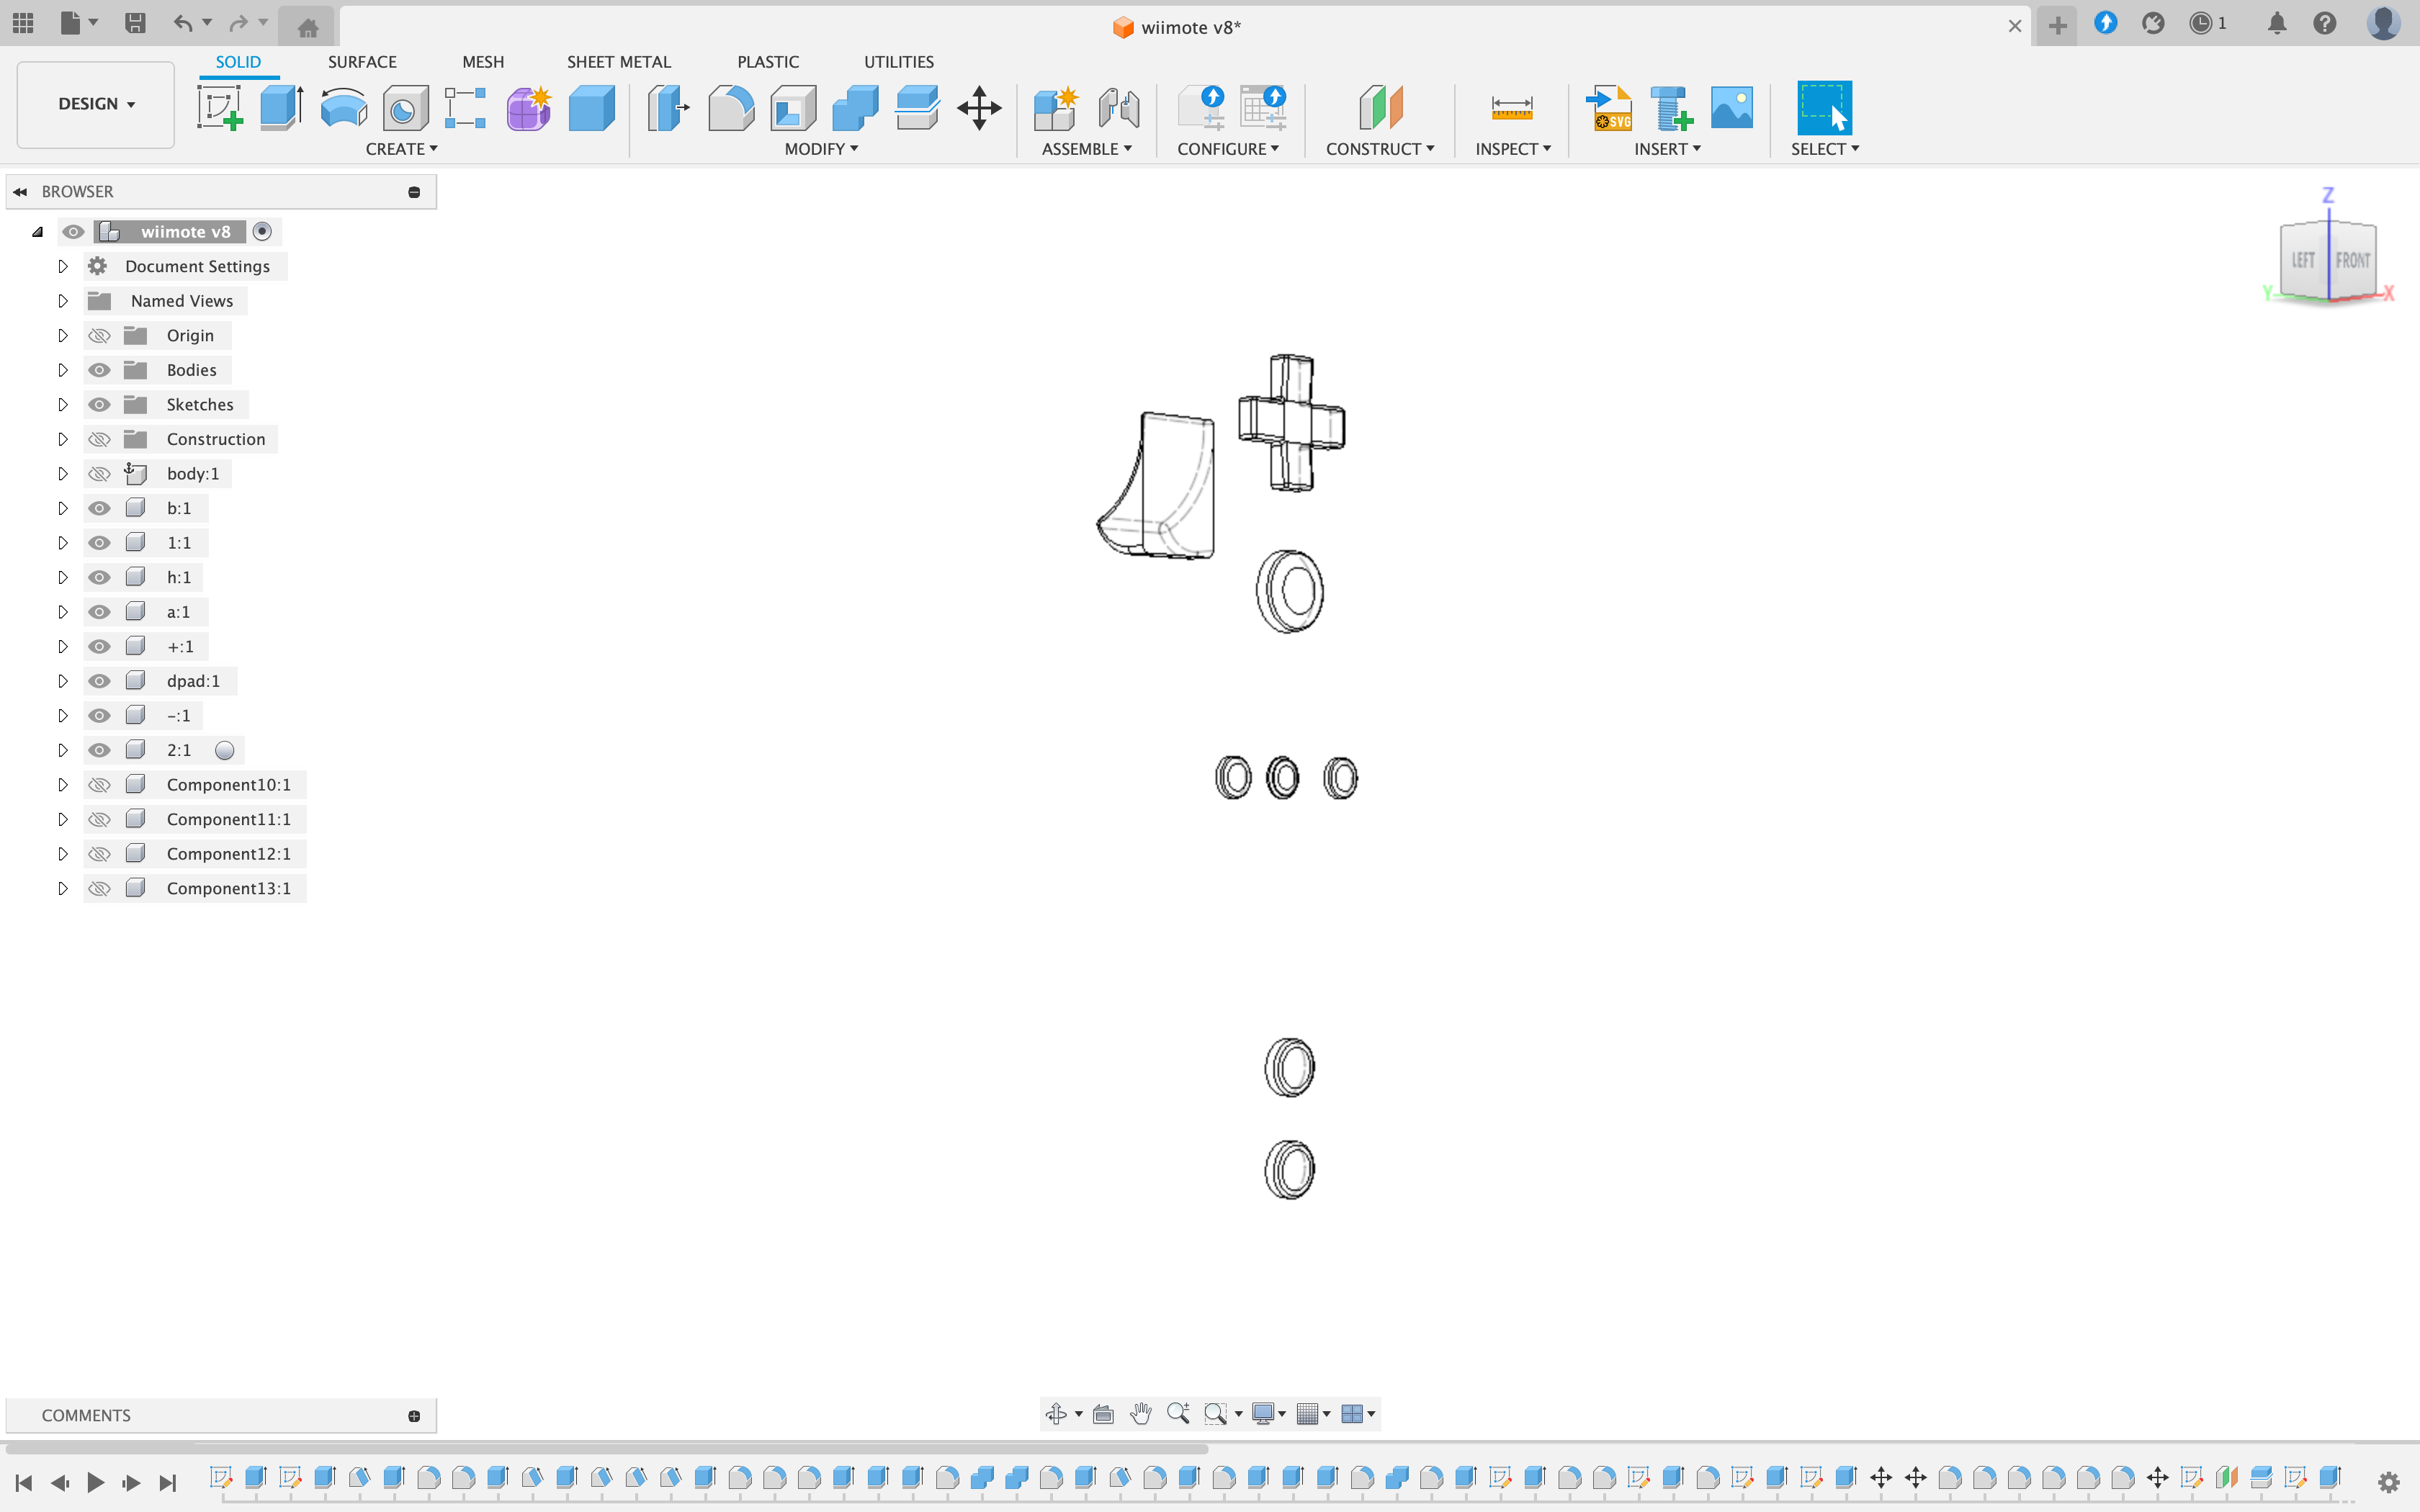 wiimote v8*
1
DESIGN
SOLID SURFACE MESH SHEET METAL PLASTIC UTILITIES
SVG
CREATE MODIFY ASSEMBLE CONFIGURE CONSTRUCT INSPECT INSERT SELECT
BROWSER
wiimote v8
Document Settings
Named Views
Origin
Bodies
Sketches
Construction
body:1
b:1
1:1
h:1
a:1
+:1
dpad:1
-:1
2:1
Component10:1
Component11:1
Component12:1
Component13:1
Z
LEFT FRONT
Y X
COMMENTS